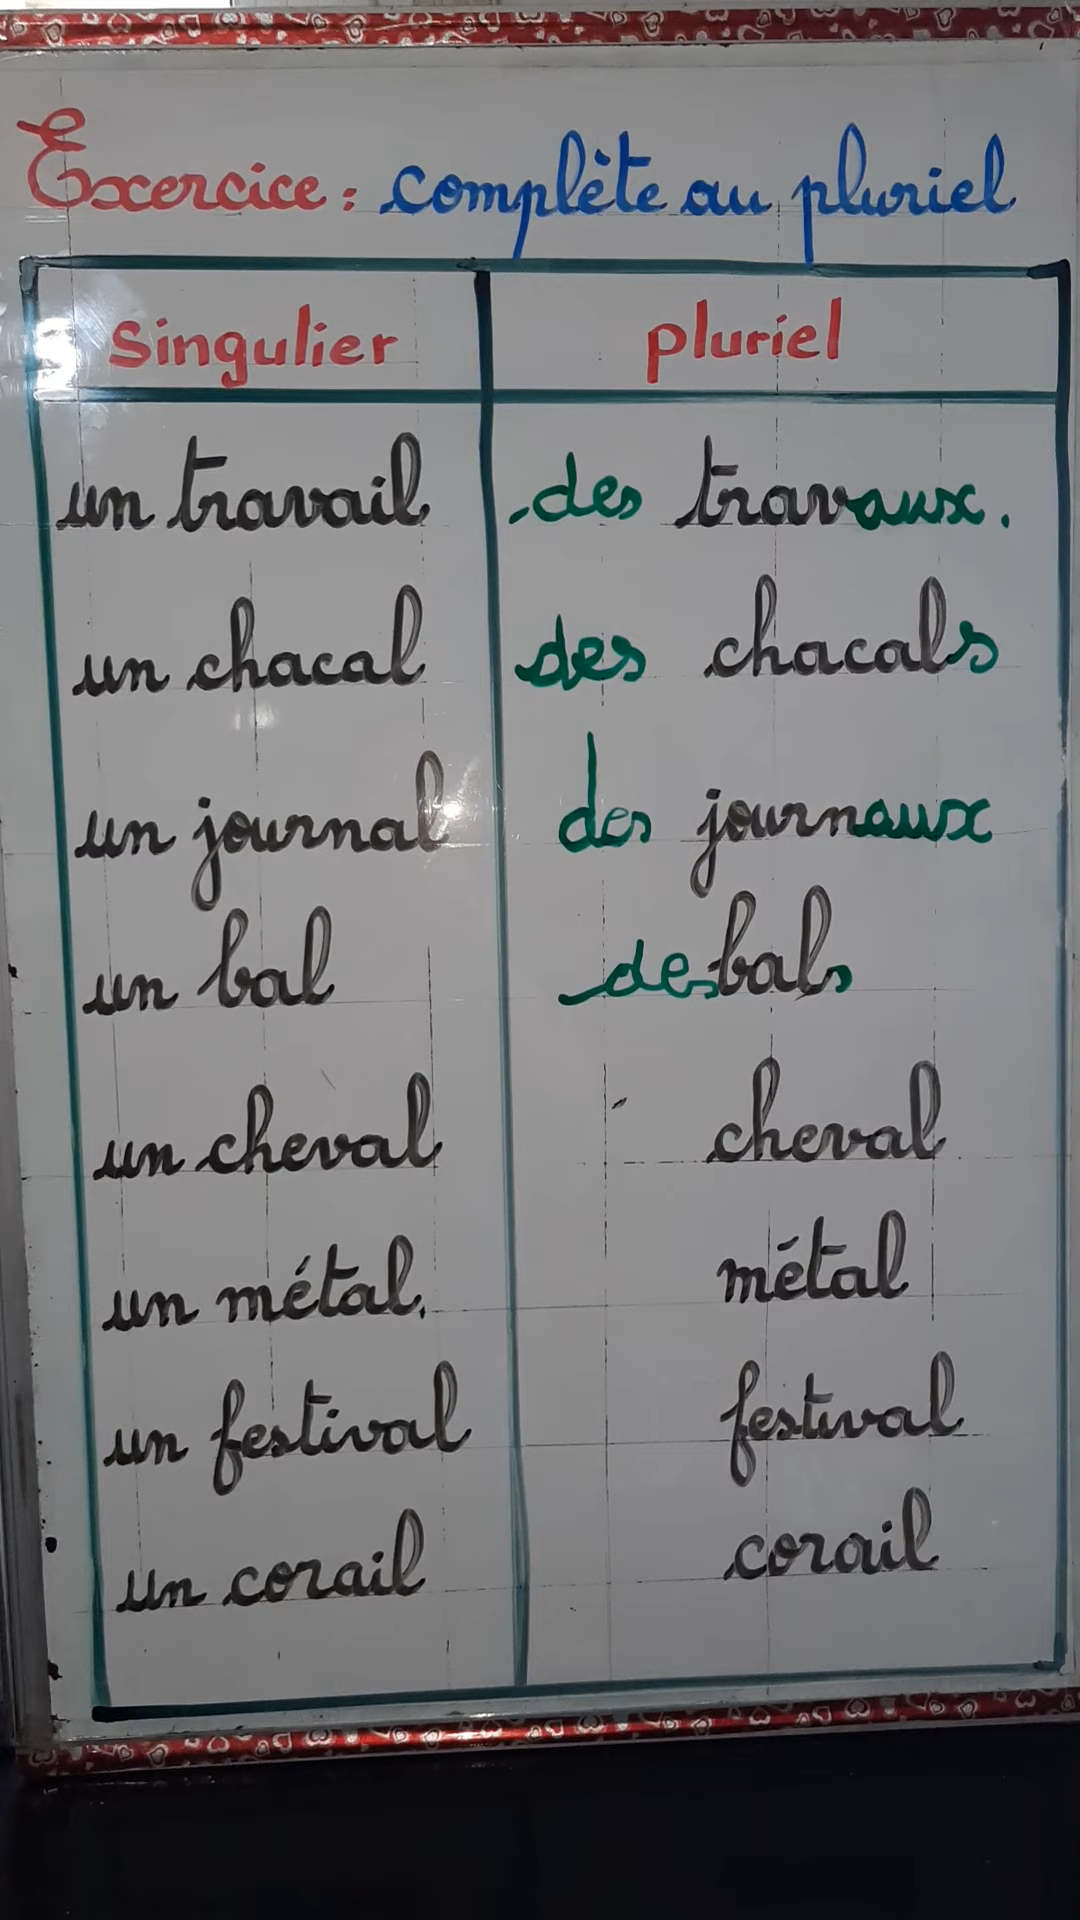 Exercice : complète au pluriel
singulier pluriel
un travail des travaux.
un chacal des chacals
un journal des journaux
un bal des bals
un cheval cheval
un métal. métal
un festival festival
un corail corail